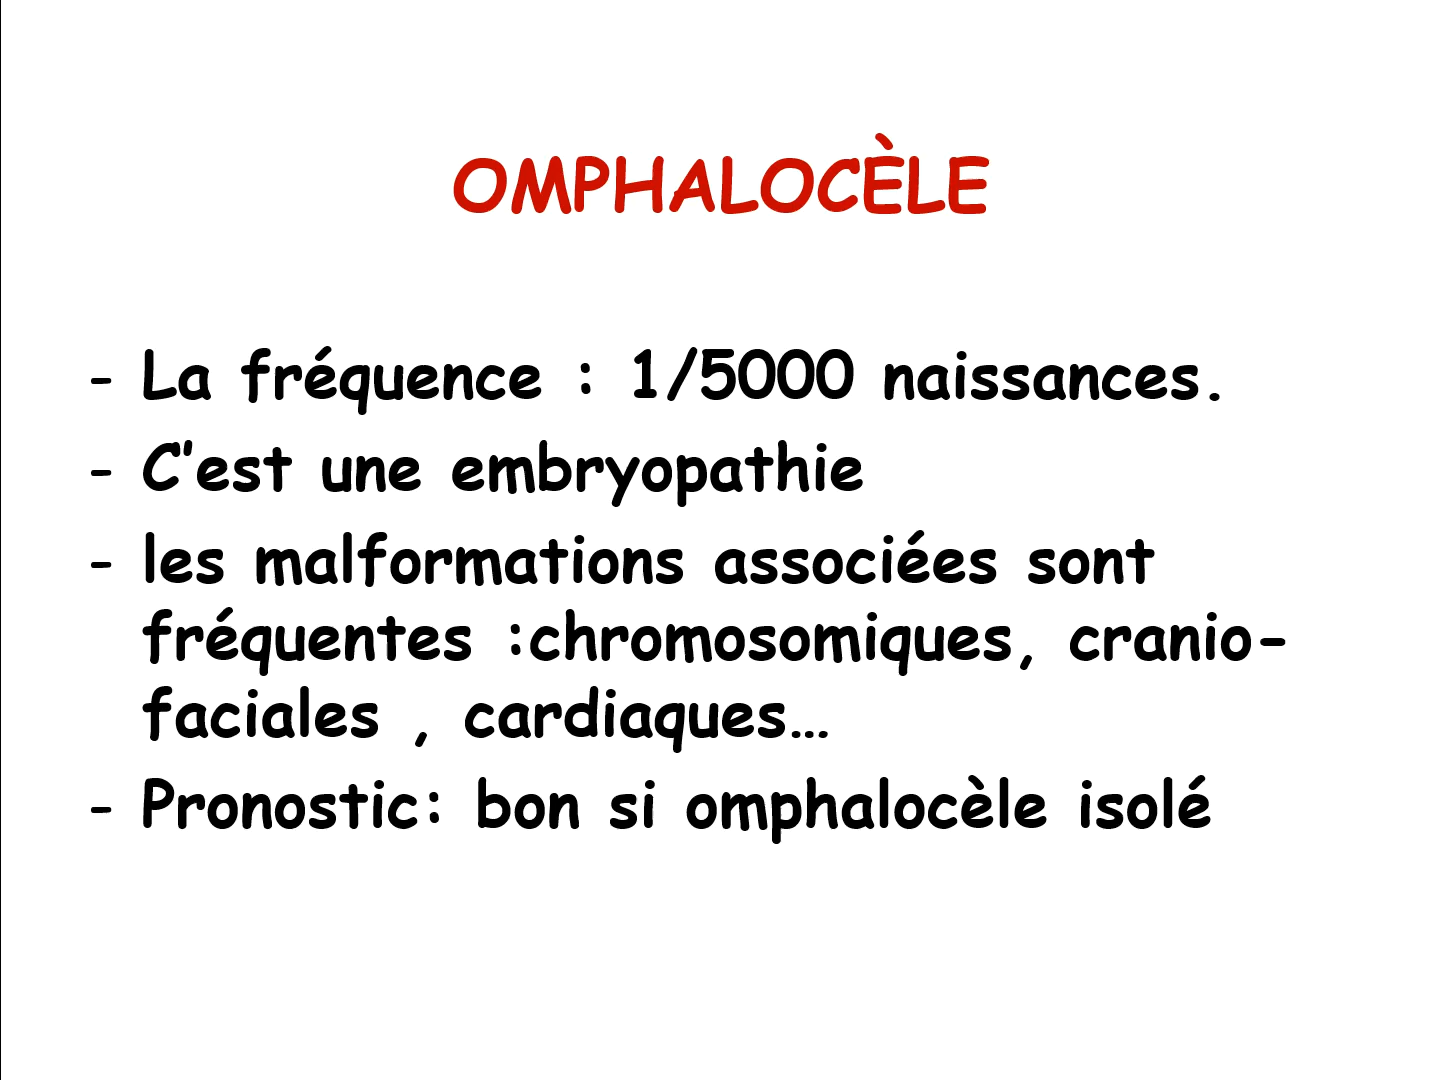 OMPHALOCÈLE
- La fréquence : 1/5000 naissances.
- C'est une embryopathie
- les malformations associées sont
fréquentes :chromosomiques, cranio-
faciales , cardiaques…
- Pronostic: bon si omphalocèle isolé